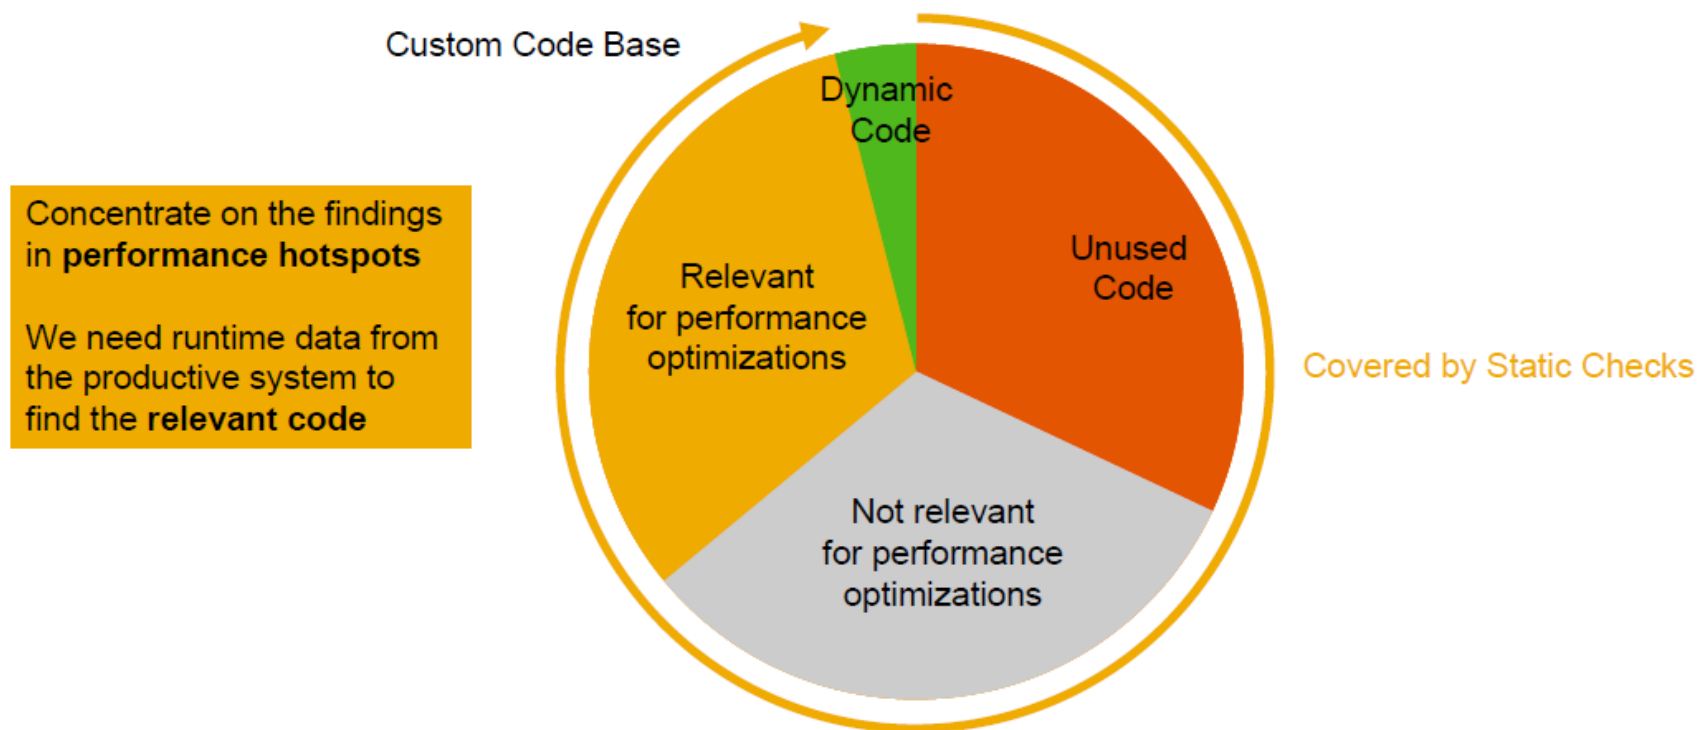 Custom Code Base
Dynamic
Code
Concentrate on the findings
in performance hotspots
We need runtime data from
the productive system to
find the relevant code
Relevant
for performance
optimizations
Unused
Code
Covered by Static Checks
Not relevant
for performance
optimizations